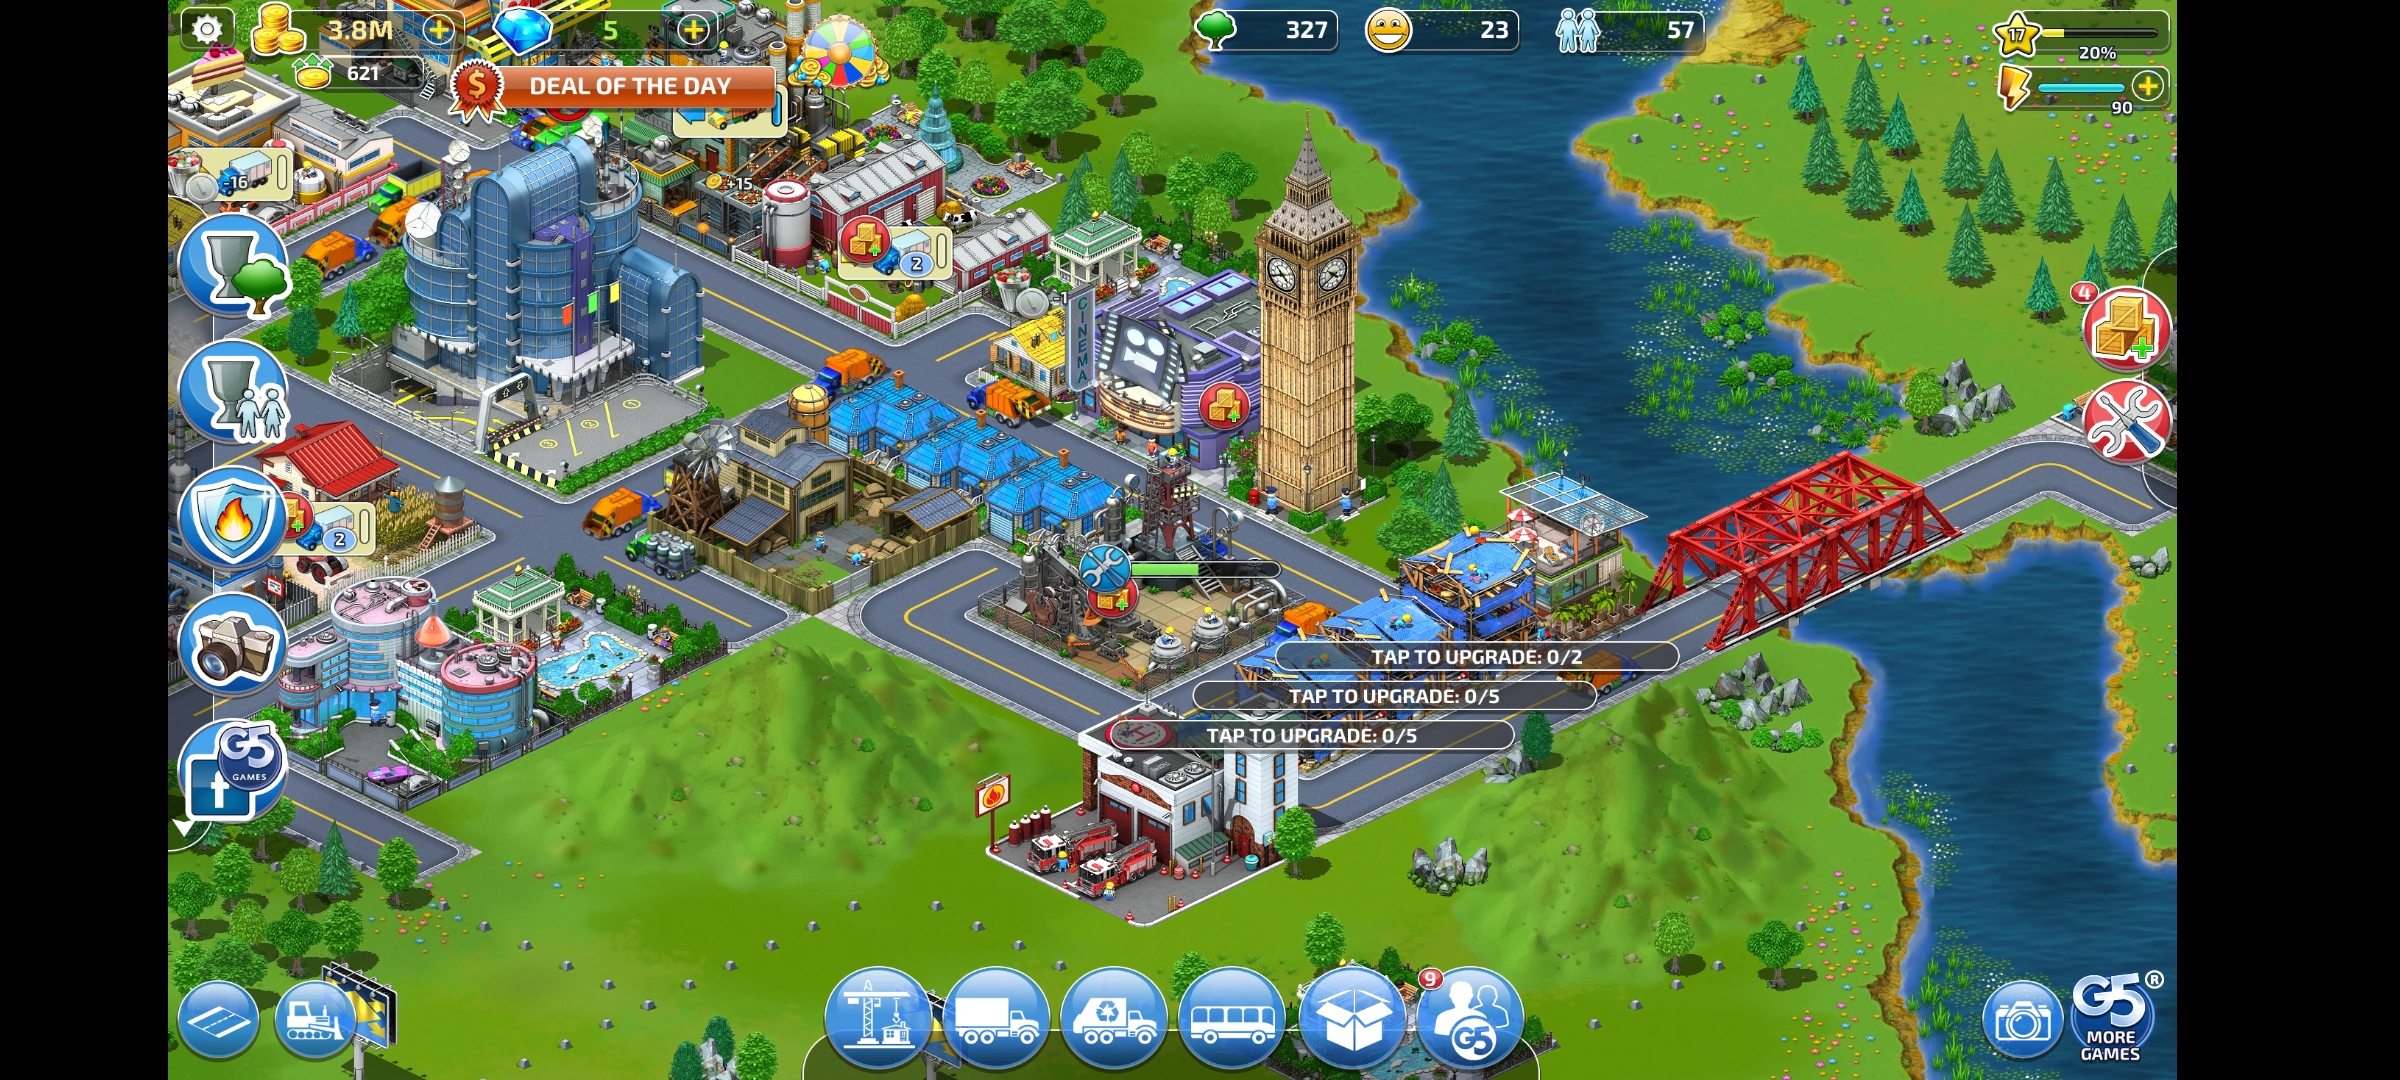 3.8M
5
327
23
57
17
20%
621
DEAL OF THE DAY
90
-16
+15
2
-1
CINEMA
4
2
TAP TO UPGRADE: 0/2
TAP TO UPGRADE: 0/5
TAP TO UPGRADE: 0/5
H
G5
GAMES
f
9
G5
G5®
MORE
GAMES